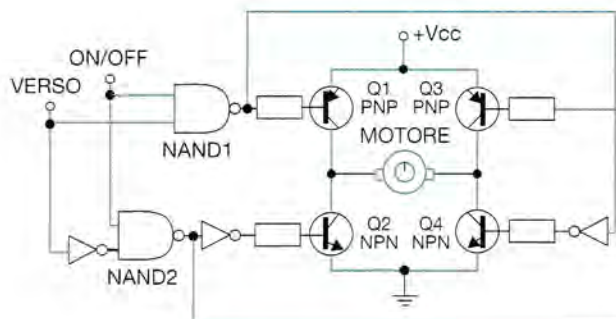 +Vcc
ON/OFF
VERSO
Q1
PNP
Q3
PNP
MOTORE
NAND1
Q2
NPN
Q4
NPN
NAND2